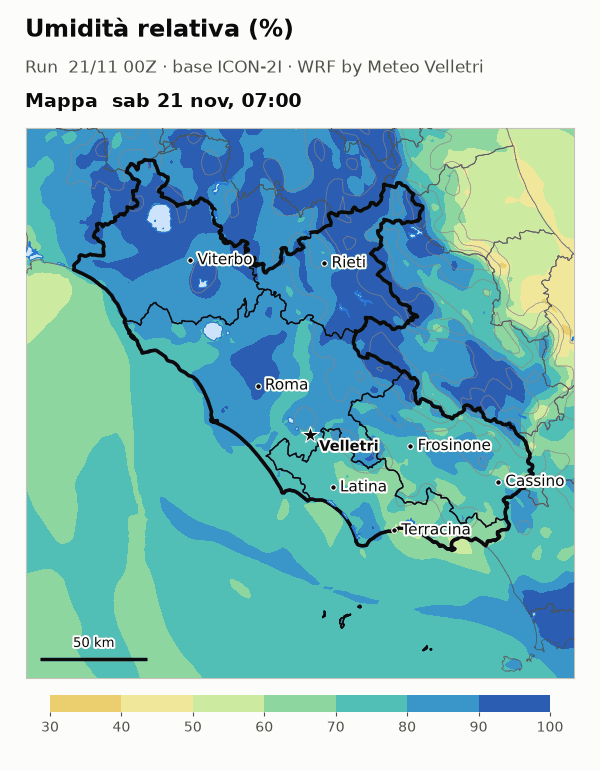 Umidità relativa (%)
Run  21/11 00Z · base ICON-2I · WRF by Meteo Velletri
Mappa  sab 21 nov, 07:00
Viterbo
Rieti
Roma
Velletri
Frosinone
Cassino
Latina
Terracina
50 km
30 40 50 60 70 80 90 100